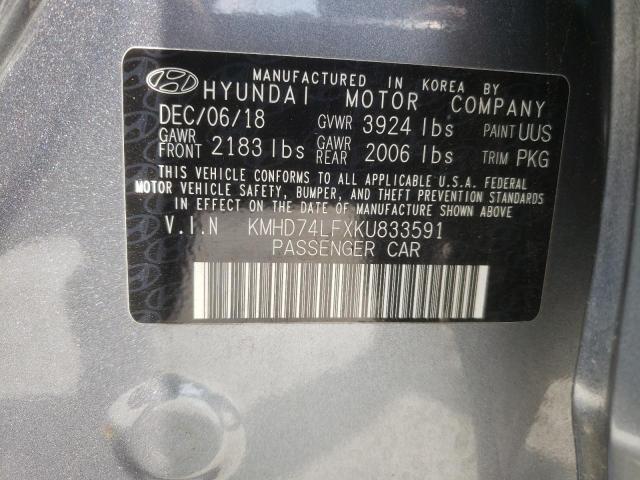 MANUFACTURED IN KOREA BY
HYUNDAI MOTOR COMPANY
DEC/06/18 GVWR 3924 lbs PAINT UUS
GAWR FRONT 2183 lbs GAWR REAR 2006 lbs TRIM PKG
THIS VEHICLE CONFORMS TO ALL APPLICABLE U.S.A. FEDERAL
MOTOR VEHICLE SAFETY, BUMPER, AND THEFT PREVENTION STANDARDS
IN EFFECT ON THE DATE OF MANUFACTURE SHOWN ABOVE.
V.I.N KMHD74LFXKU833591
PASSENGER CAR